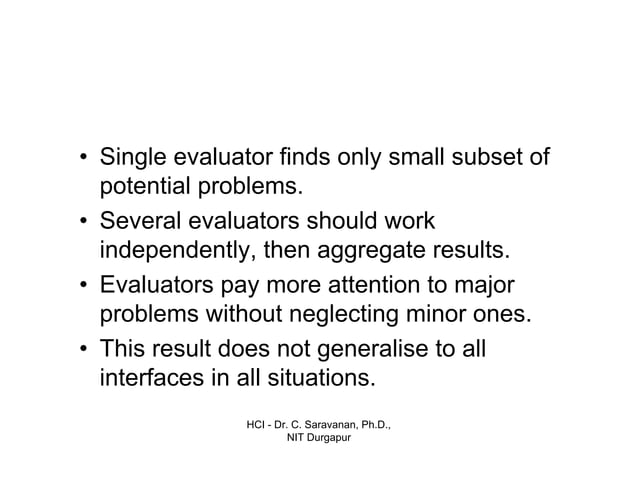 • Single evaluator finds only small subset of
potential problems.
• Several evaluators should work
independently, then aggregate results.
• Evaluators pay more attention to major
problems without neglecting minor ones.
• This result does not generalise to all
interfaces in all situations.
HCI - Dr. C. Saravanan, Ph.D.,
NIT Durgapur